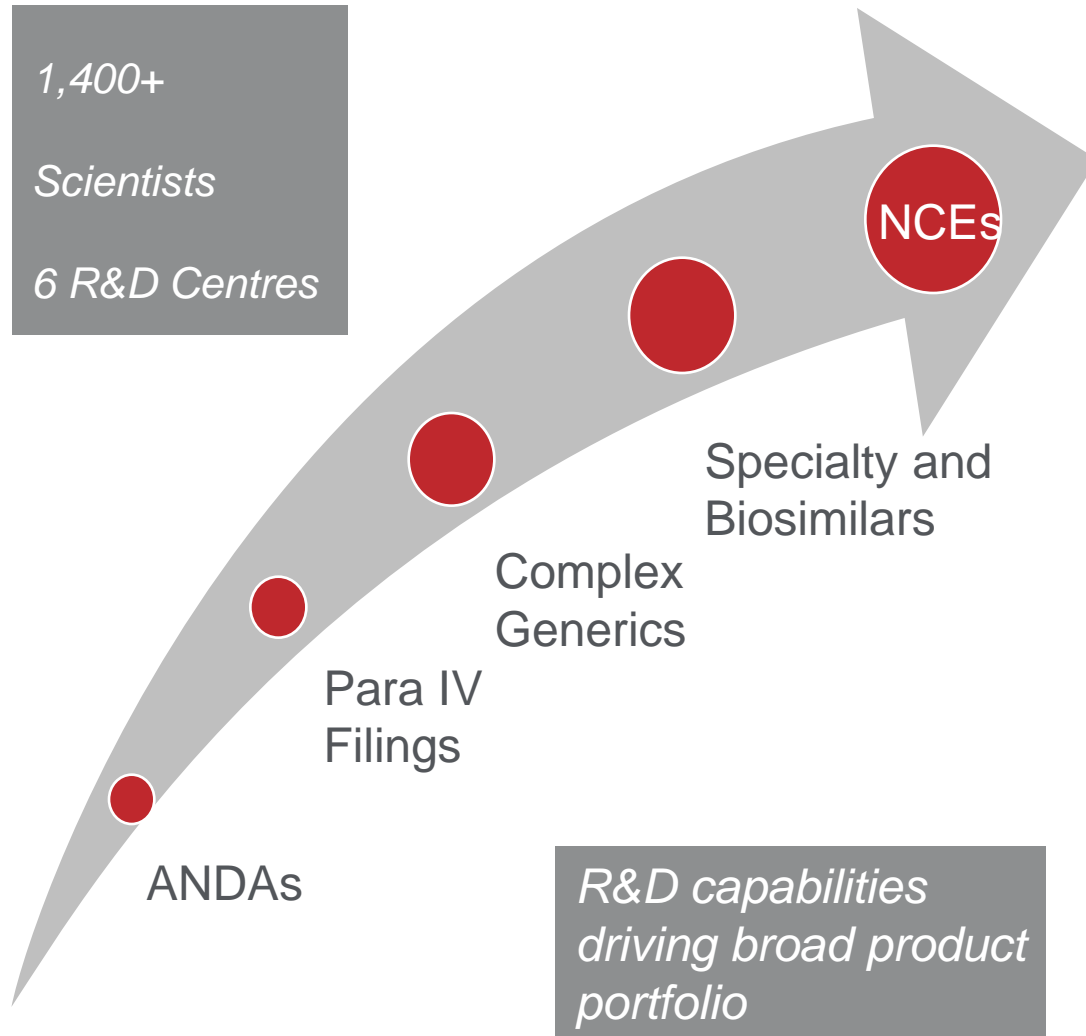 1,400+
Scientists
6 R&D Centres
NCEs
Specialty and
Biosimilars
Complex
Generics
Para IV
Filings
ANDAs
R&D capabilities
driving broad product
portfolio